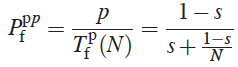 P_f^{pp} = \frac{p}{T_f^p(N)} = \frac{1-s}{s + \frac{1-s}{N}}